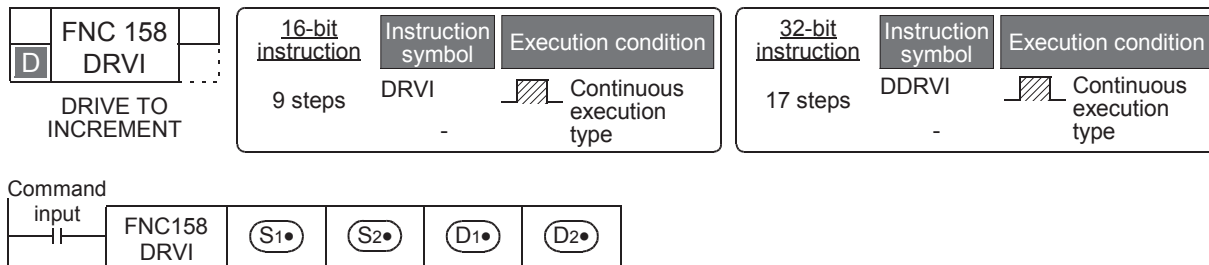 FNC 158
D
DRVI
DRIVE TO
INCREMENT
16-bit
instruction
Instruction
symbol
Execution condition
9 steps
DRVI
Continuous
execution
type
-
32-bit
instruction
Instruction
symbol
Execution condition
17 steps
DDRVI
Continuous
execution
type
-
Command
input
FNC158
DRVI
S1•
S2•
D1•
D2•